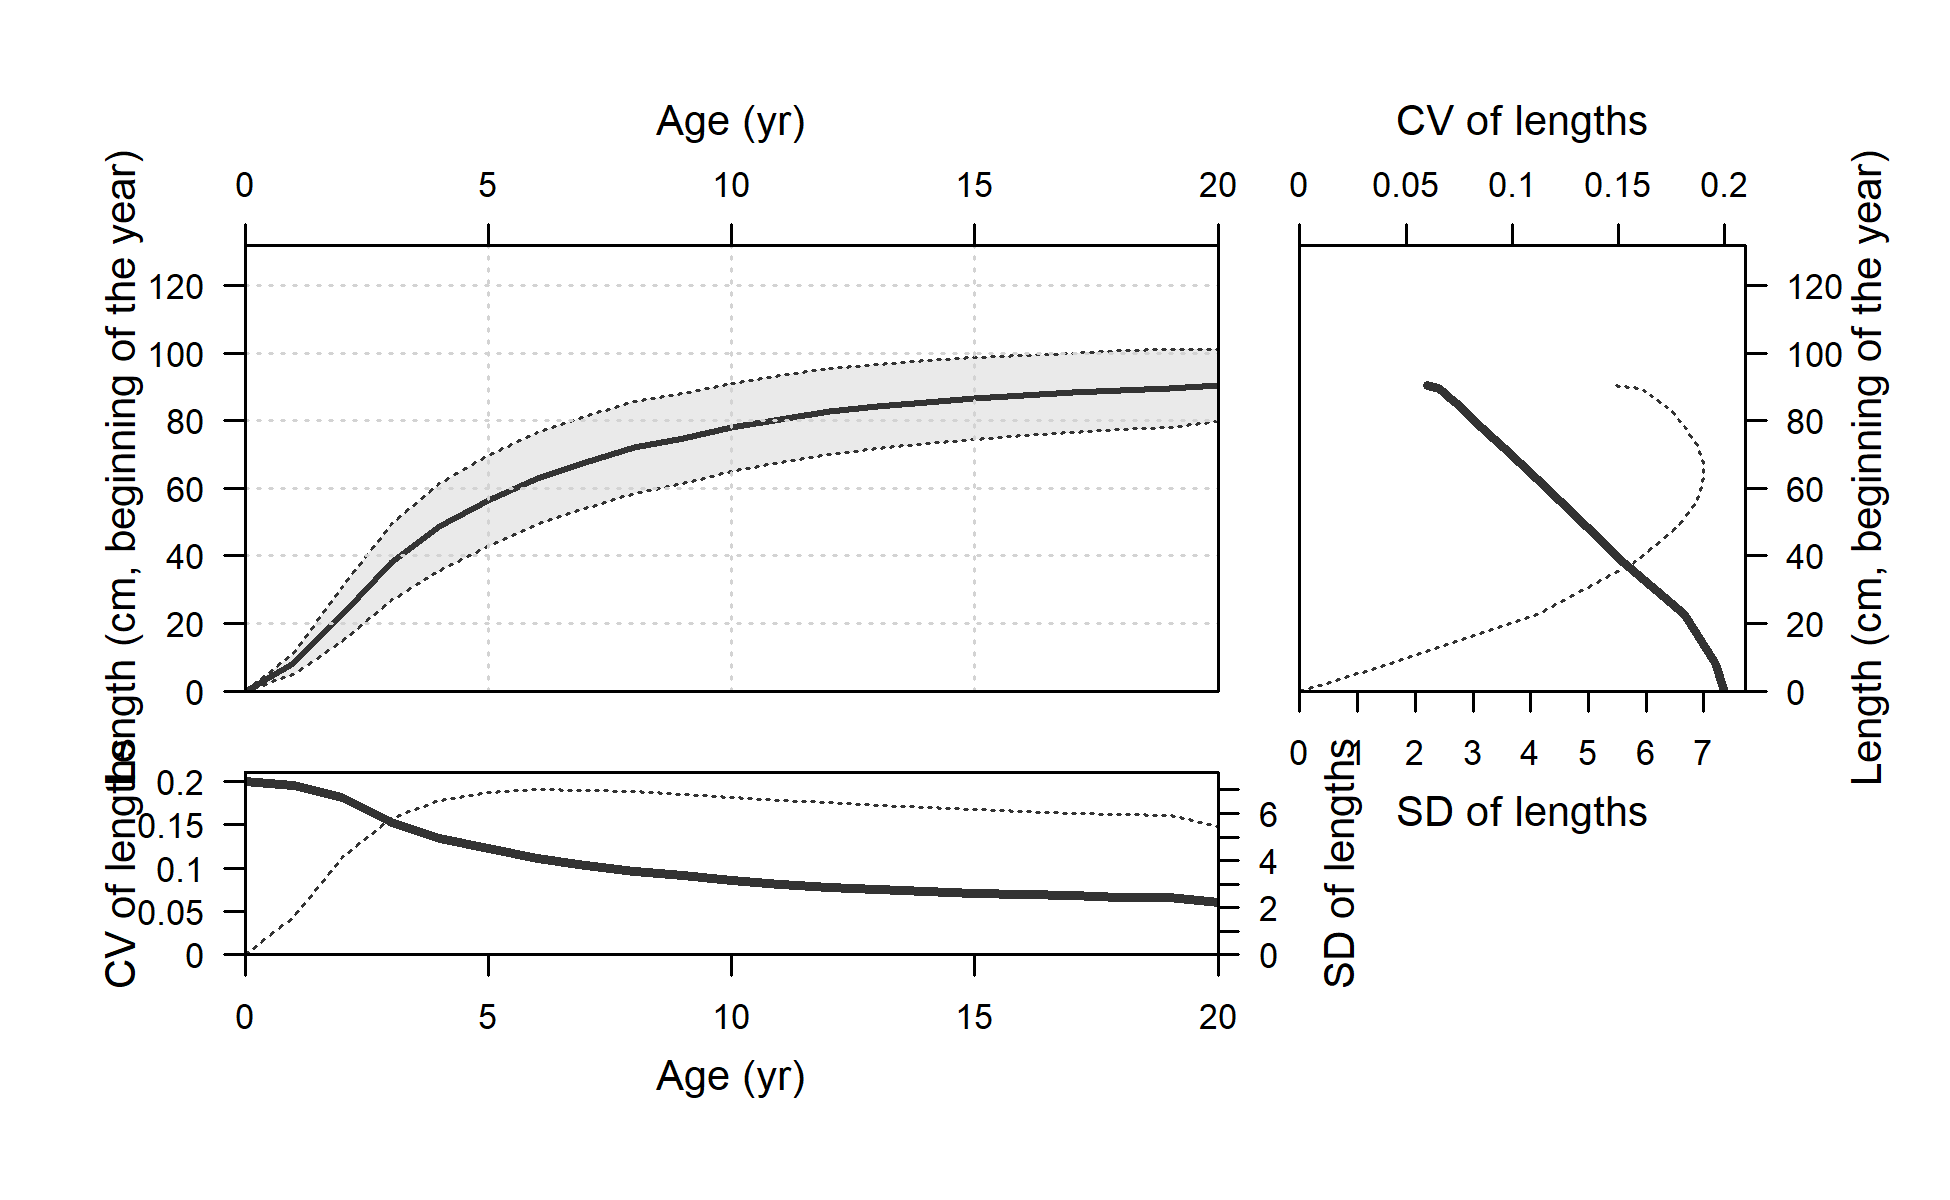 Age (yr)
CV of lengths
0 5 10 15 20
0 0.05 0.1 0.15 0.2
Length (cm, beginning of the year)
120
100
80
60
40
20
0
120
100
80
60
40
20
0
Length (cm, beginning of the year)
0 1 2 3 4 5 6 7
SD of lengths
CV of lengths
0.2
0.15
0.1
0.05
0
6
4
2
0
SD of lengths
0 5 10 15 20
Age (yr)